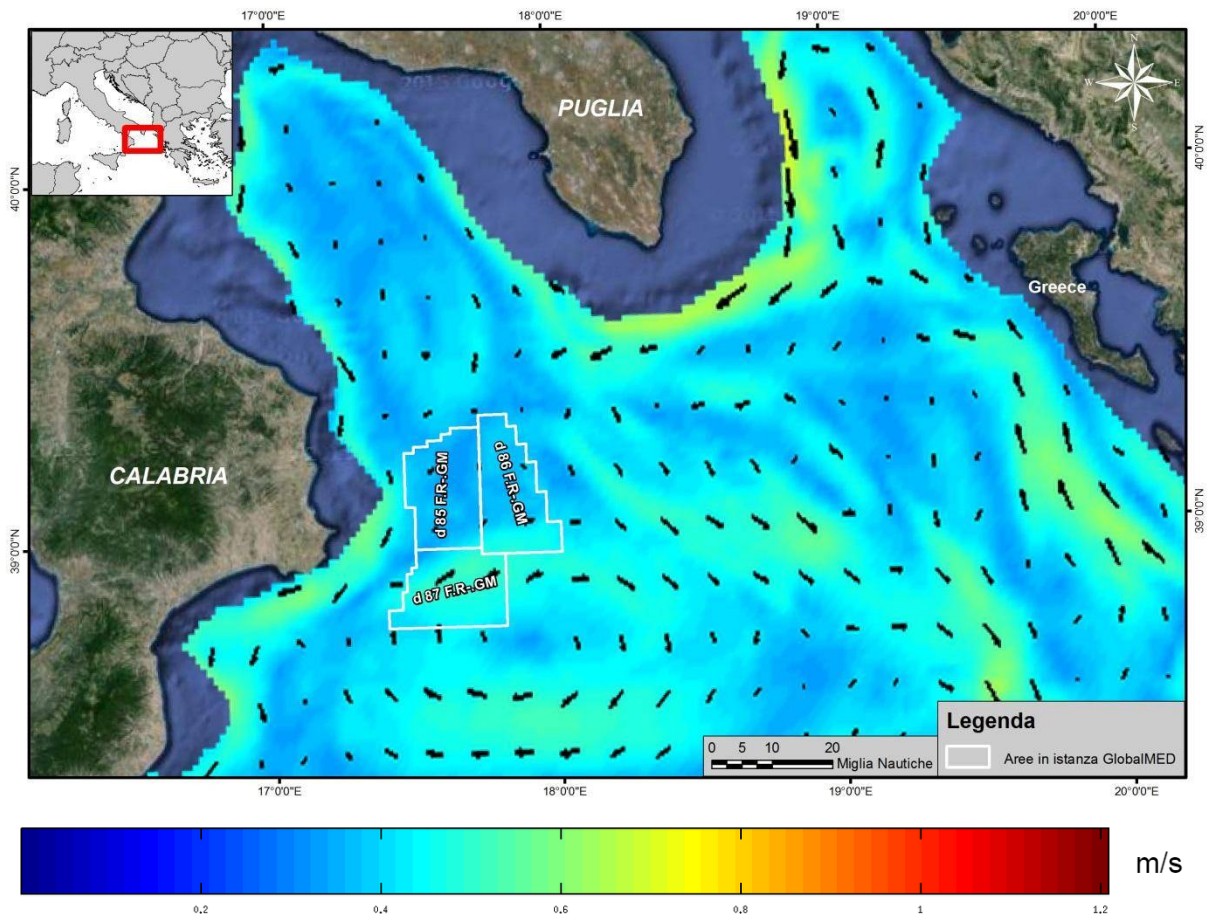 17°0'0"E 18°0'0"E 19°0'0"E 20°0'0"E
PUGLIA
N
W E
S
40°0'0"N
40°0'0"N
Greece
CALABRIA
d 85 F.R-.GM
d 86 F.R-.GM
39°0'0"N
39°0'0"N
d 87 F.R-.GM
Legenda
0 5 10 20
Miglia Nautiche
Aree in istanza GlobalMED
17°0'0"E 18°0'0"E 19°0'0"E 20°0'0"E
m/s
0.2 0.4 0.6 0.8 1 1.2